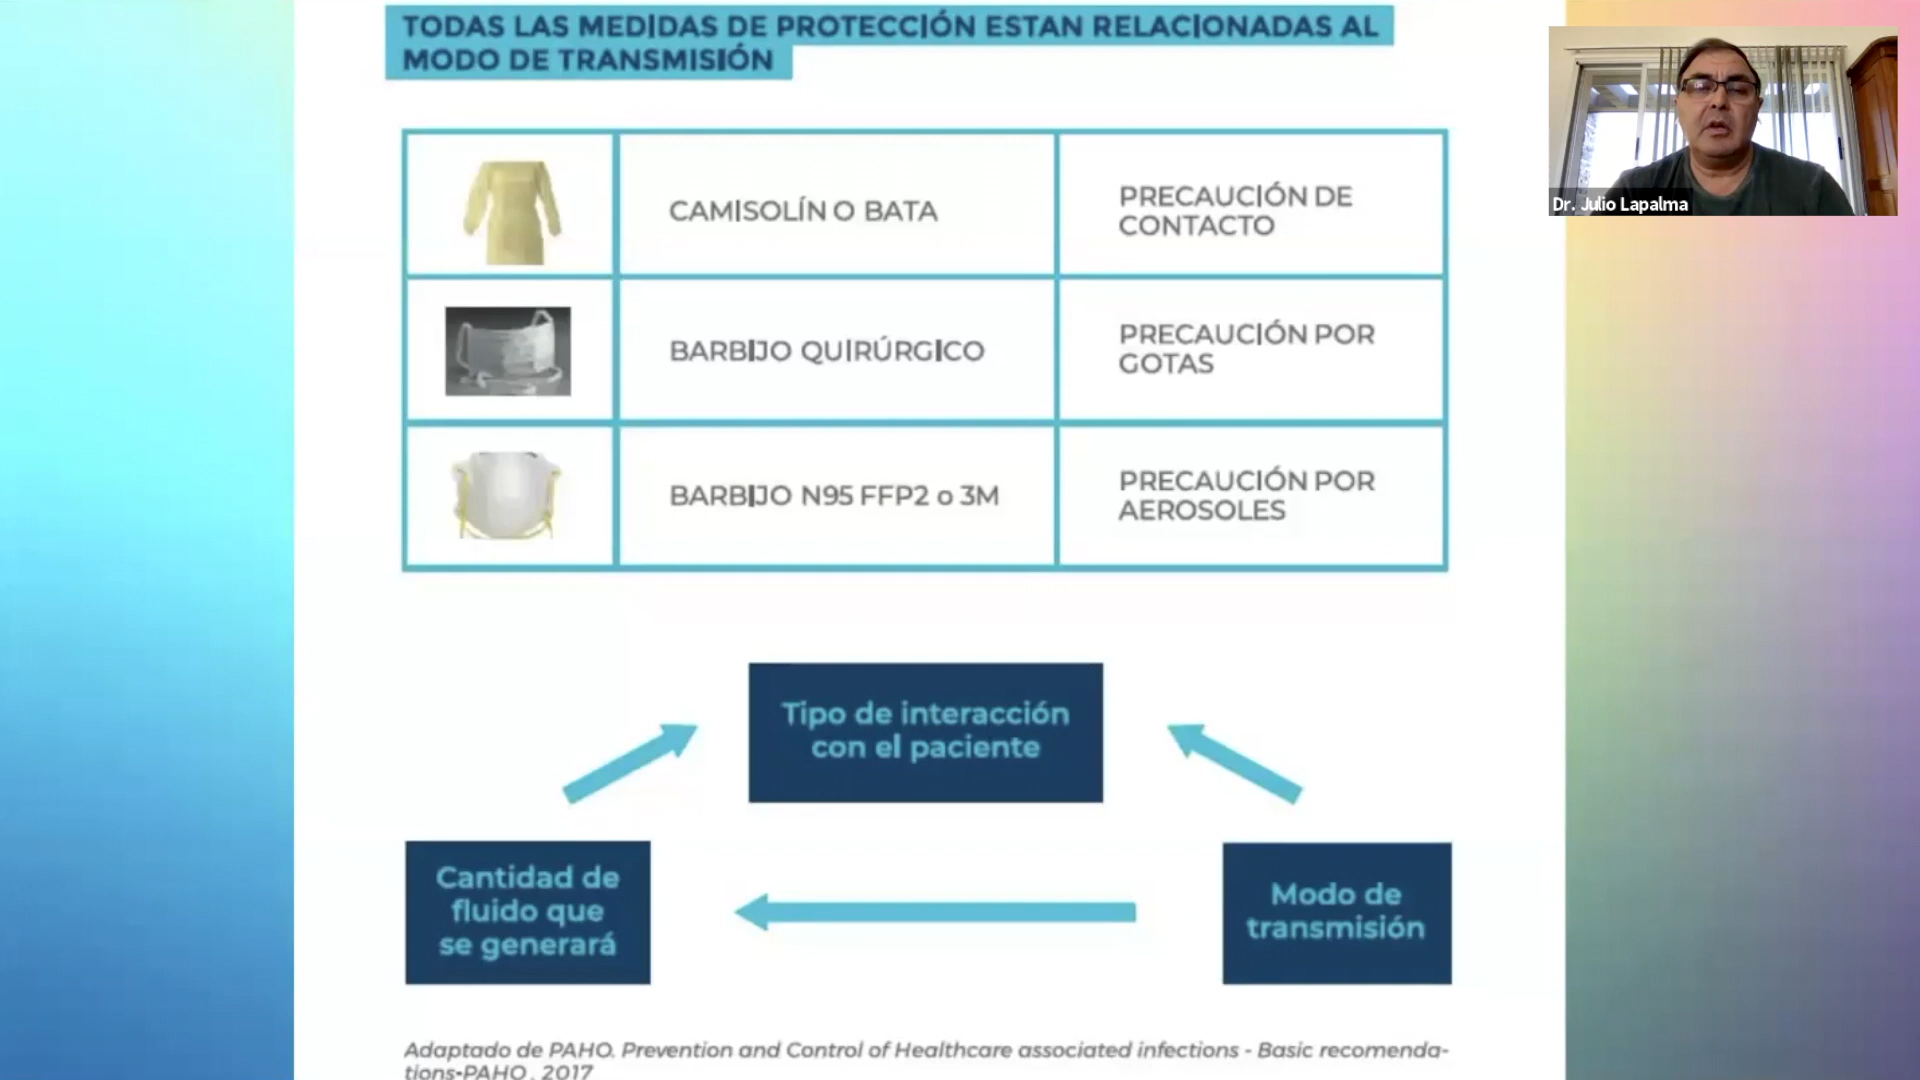 TODAS LAS MEDIDAS DE PROTECCIÓN ESTAN RELACIONADAS AL
MODO DE TRANSMISIÓN
CAMISOLÍN O BATA
PRECAUCIÓN DE
CONTACTO
BARBIJO QUIRÚRGICO
PRECAUCIÓN POR
GOTAS
BARBIJO N95 FFP2 o 3M
PRECAUCIÓN POR
AEROSOLES
Tipo de interacción
con el paciente
Cantidad de
fluido que
se generará
Modo de
transmisión
Adaptado de PAHO. Prevention and Control of Healthcare associated infections - Basic recomenda-
tions-PAHO , 2017
Dr. Julio Lapalma